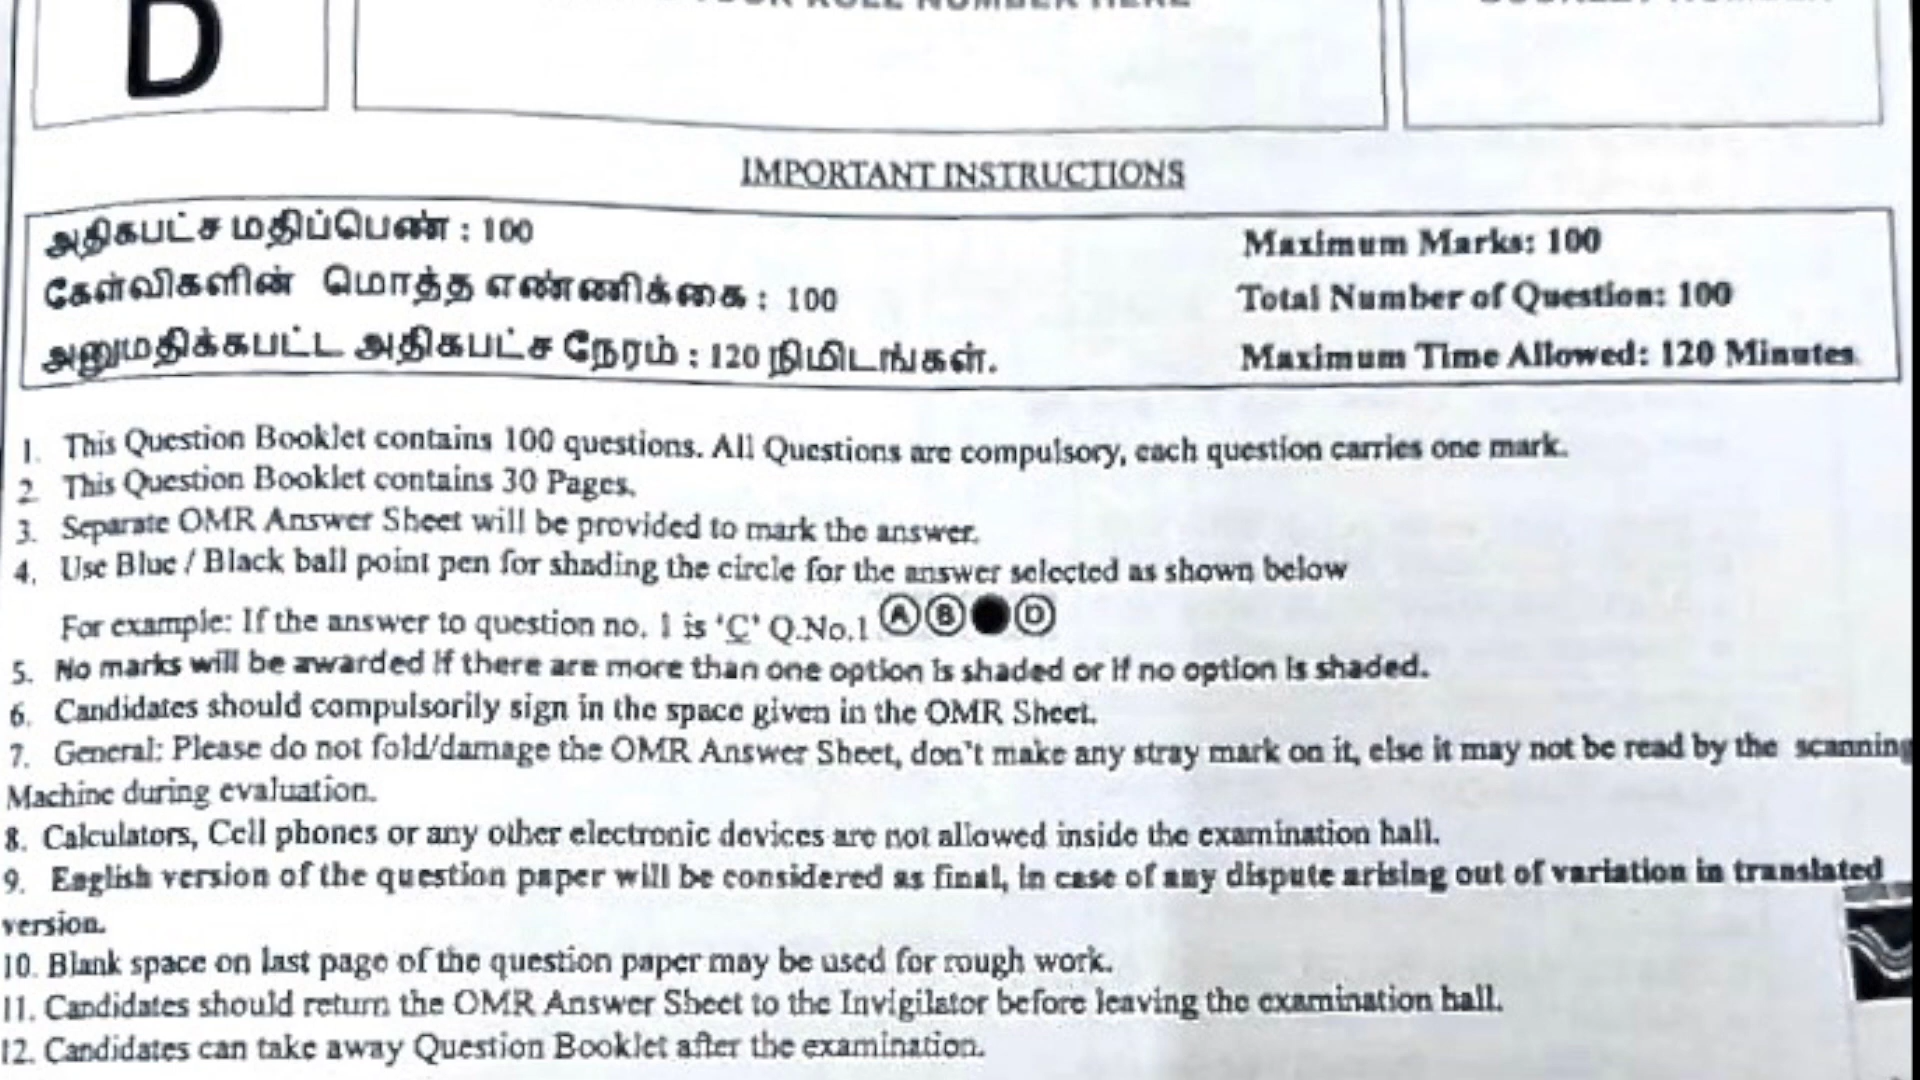 ROLL NUMBER HERE
D
IMPORTANT INSTRUCTIONS
அதிகபட்ச மதிப்பெண் : 100
Maximum Marks: 100
கேள்விகளின் மொத்த எண்ணிக்கை : 100
Total Number of Question: 100
அனுமதிக்கபட்ட அதிகபட்ச நேரம் : 120 நிமிடங்கள்.
Maximum Time Allowed: 120 Minutes
1. This Question Booklet contains 100 questions. All Questions are compulsory, each question carries one mark.
2. This Question Booklet contains 30 Pages.
3. Separate OMR Answer Sheet will be provided to mark the answer.
4. Use Blue / Black ball point pen for shading the circle for the answer selected as shown below
For example: If the answer to question no. 1 is 'C' Q.No.1 A B D
5. No marks will be awarded if there are more than one option is shaded or if no option is shaded.
6. Candidates should compulsorily sign in the space given in the OMR Sheet.
7. General: Please do not fold/damage the OMR Answer Sheet, don't make any stray mark on it, else it may not be read by the scanning
Machine during evaluation.
8. Calculators, Cell phones or any other electronic devices are not allowed inside the examination hall.
9. English version of the question paper will be considered as final, in case of any dispute arising out of variation in translated
version.
10. Blank space on last page of the question paper may be used for rough work.
11. Candidates should return the OMR Answer Sheet to the Invigilator before leaving the examination hall.
12. Candidates can take away Question Booklet after the examination.